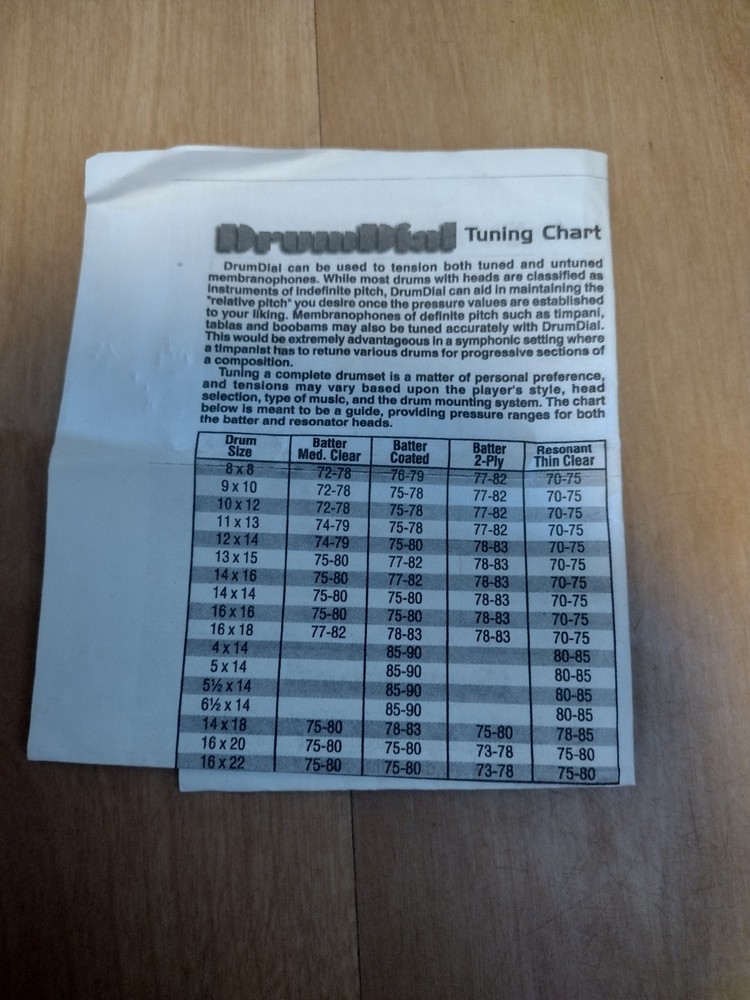 DrumDial Tuning Chart
DrumDial can be used to tension both tuned and untuned
membranophones. While most drums with heads are classified as
instruments of indefinite pitch, DrumDial can aid in maintaining the
"relative pitch" you desire once the pressure values are established
to your liking. Membranophones of definite pitch such as timpani,
tablas and boobams may also be tuned accurately with DrumDial.
This would be extremely advantageous in a symphonic setting where
a timpanist has to retune various drums for progressive sections of
a composition.
Tuning a complete drumset is a matter of personal preference,
and tensions may vary based upon the player's style, head
selection, type of music, and the drum mounting system. The chart
below is meant to be a guide, providing pressure ranges for both
the batter and resonator heads.
Drum Batter Batter Batter Resonant
Size Med. Clear Coated 2-Ply Thin Clear
8 x 8 72-78 76-79 77-82 70-75
9 x 10 72-78 75-78 77-82 70-75
10 x 12 72-78 75-78 77-82 70-75
11 x 13 74-79 75-78 77-82 70-75
12 x 14 74-79 75-80 78-83 70-75
13 x 15 75-80 77-82 78-83 70-75
14 x 16 75-80 77-82 78-83 70-75
14 x 14 75-80 75-80 78-83 70-75
16 x 16 75-80 75-80 78-83 70-75
16 x 18 77-82 78-83 78-83 70-75
4 x 14 85-90 80-85
5 x 14 85-90 80-85
5½ x 14 85-90 80-85
6½ x 14 85-90 80-85
14 x 18 75-80 78-83 75-80 78-85
16 x 20 75-80 75-80 73-78 75-80
16 x 22 75-80 75-80 73-78 75-80